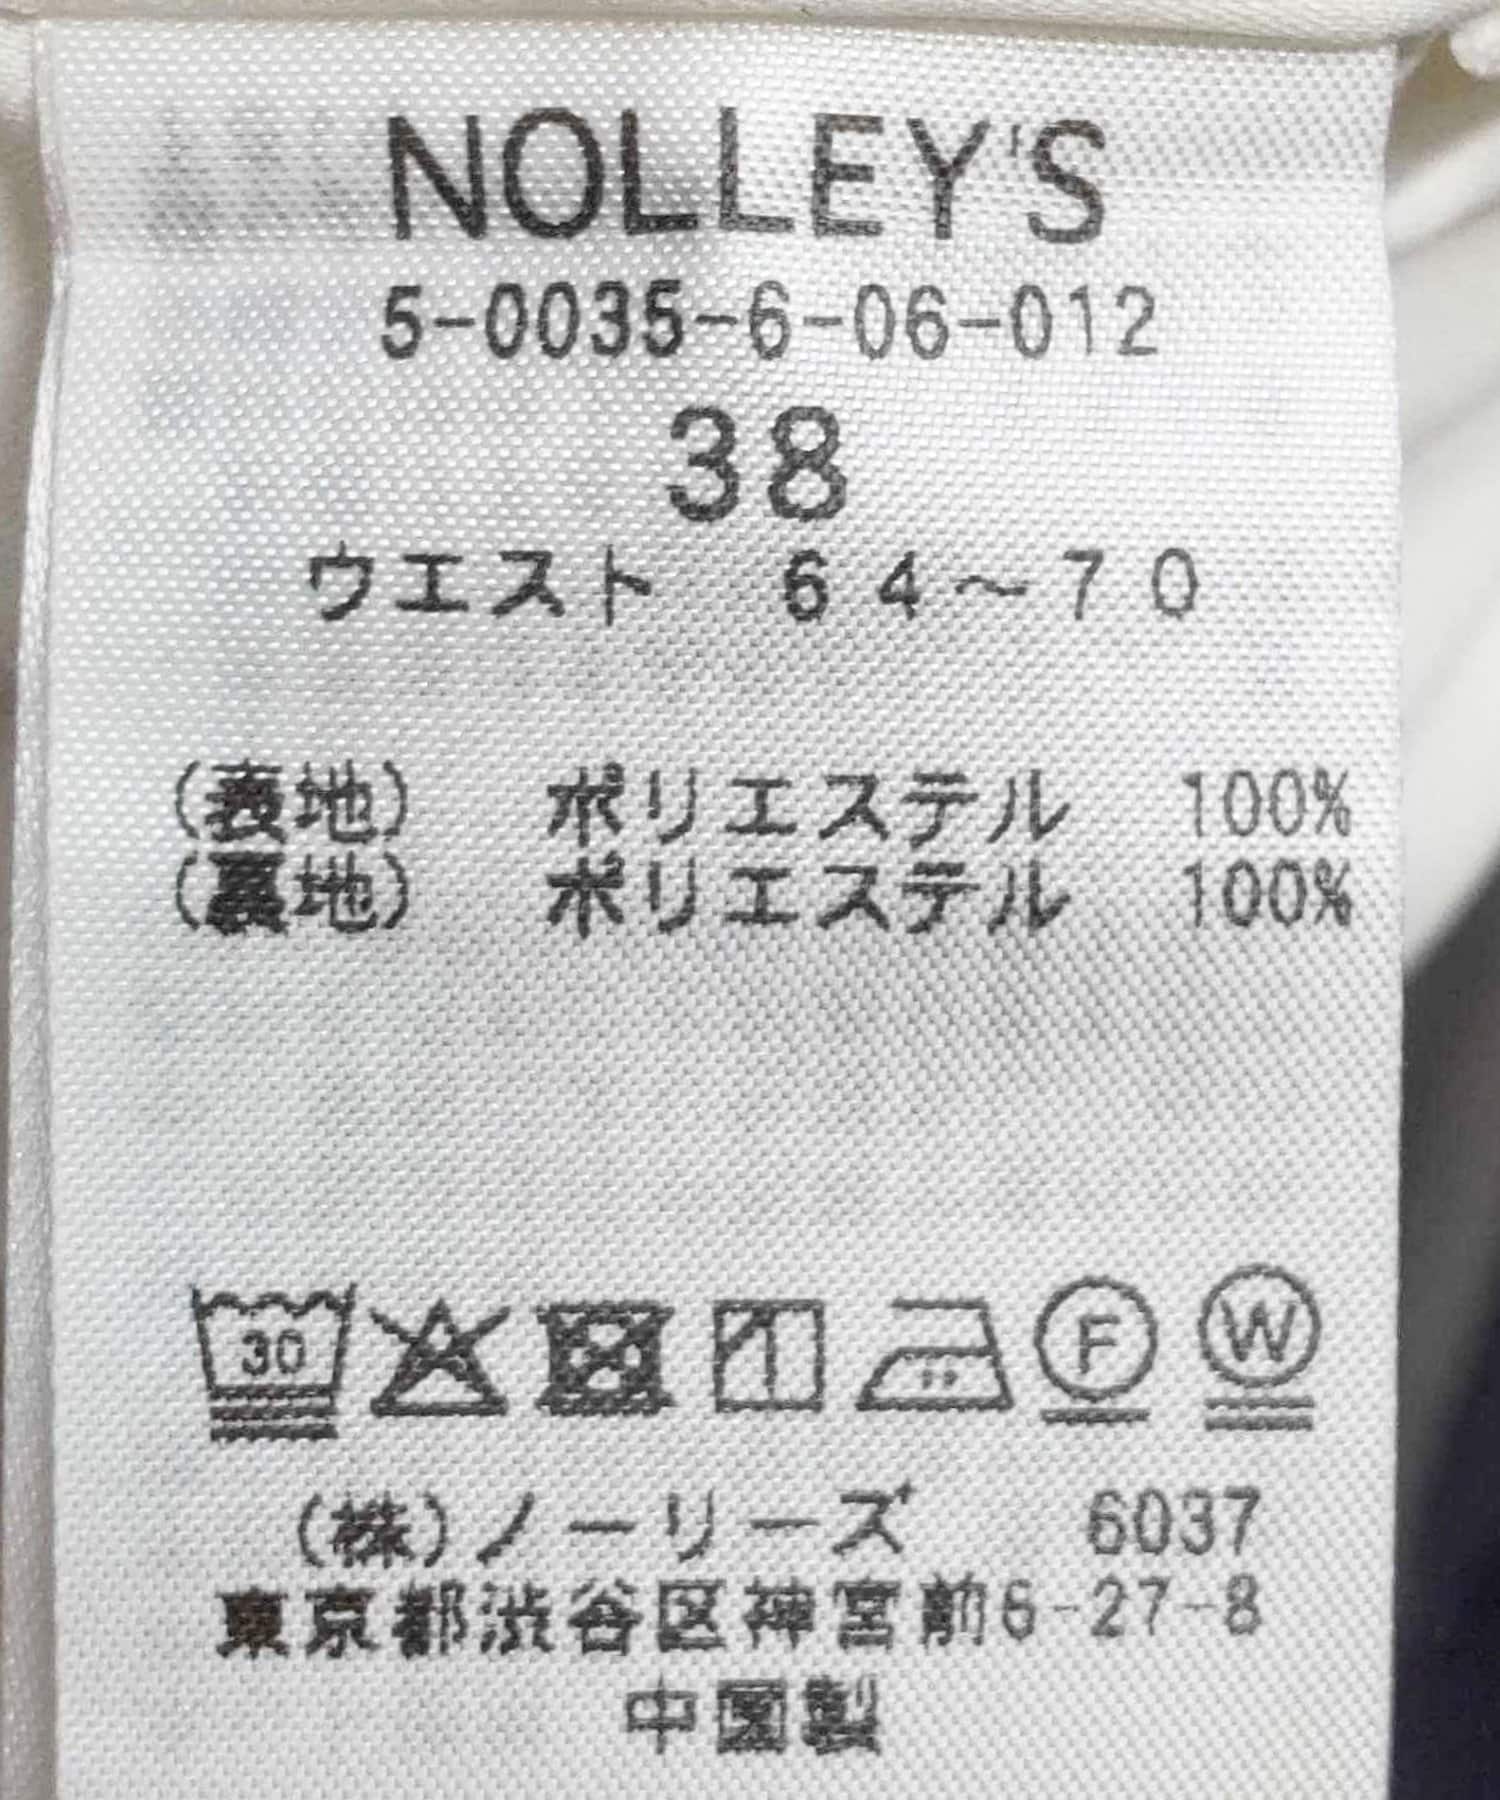 NOLLEY'S
5-0035-6-06-012
38
ウエスト 64～70
(表地) ポリエステル 100%
(裏地) ポリエステル 100%
30 F W
(株)ノーリーズ 6037
東京都渋谷区神宮前6-27-8
中国製